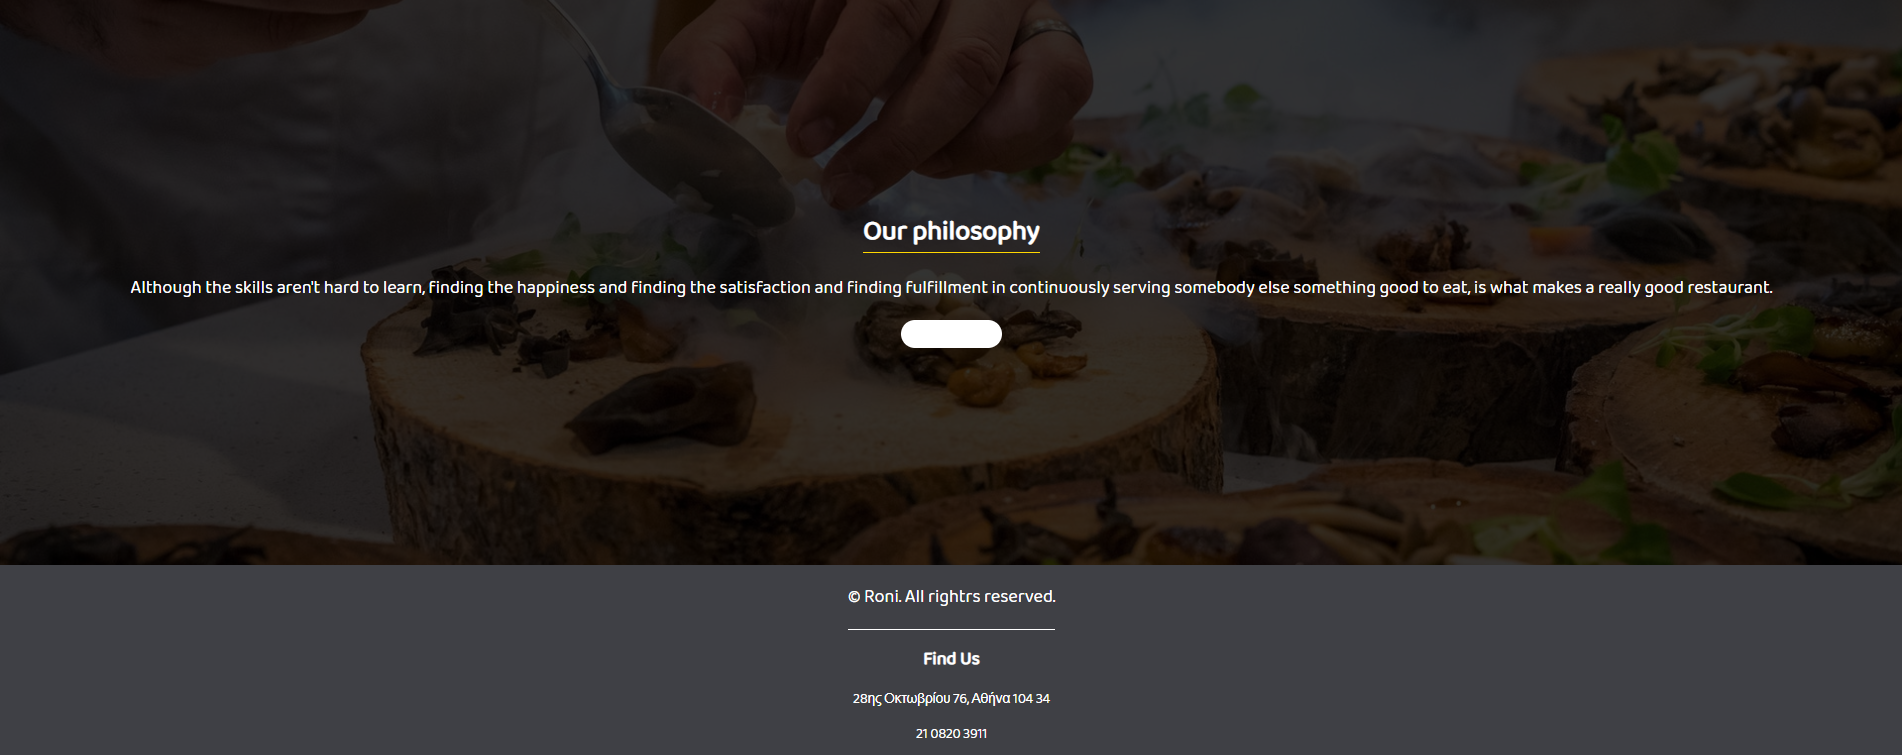 Our philosophy
Although the skills aren't hard to learn, finding the happiness and finding the satisfaction and finding fulfillment in continuously serving somebody else something good to eat, is what makes a really good restaurant.
© Roni. All rightrs reserved.
Find Us
28ης Οκτωβρίου 76, Αθήνα 104 34
21 0820 3911